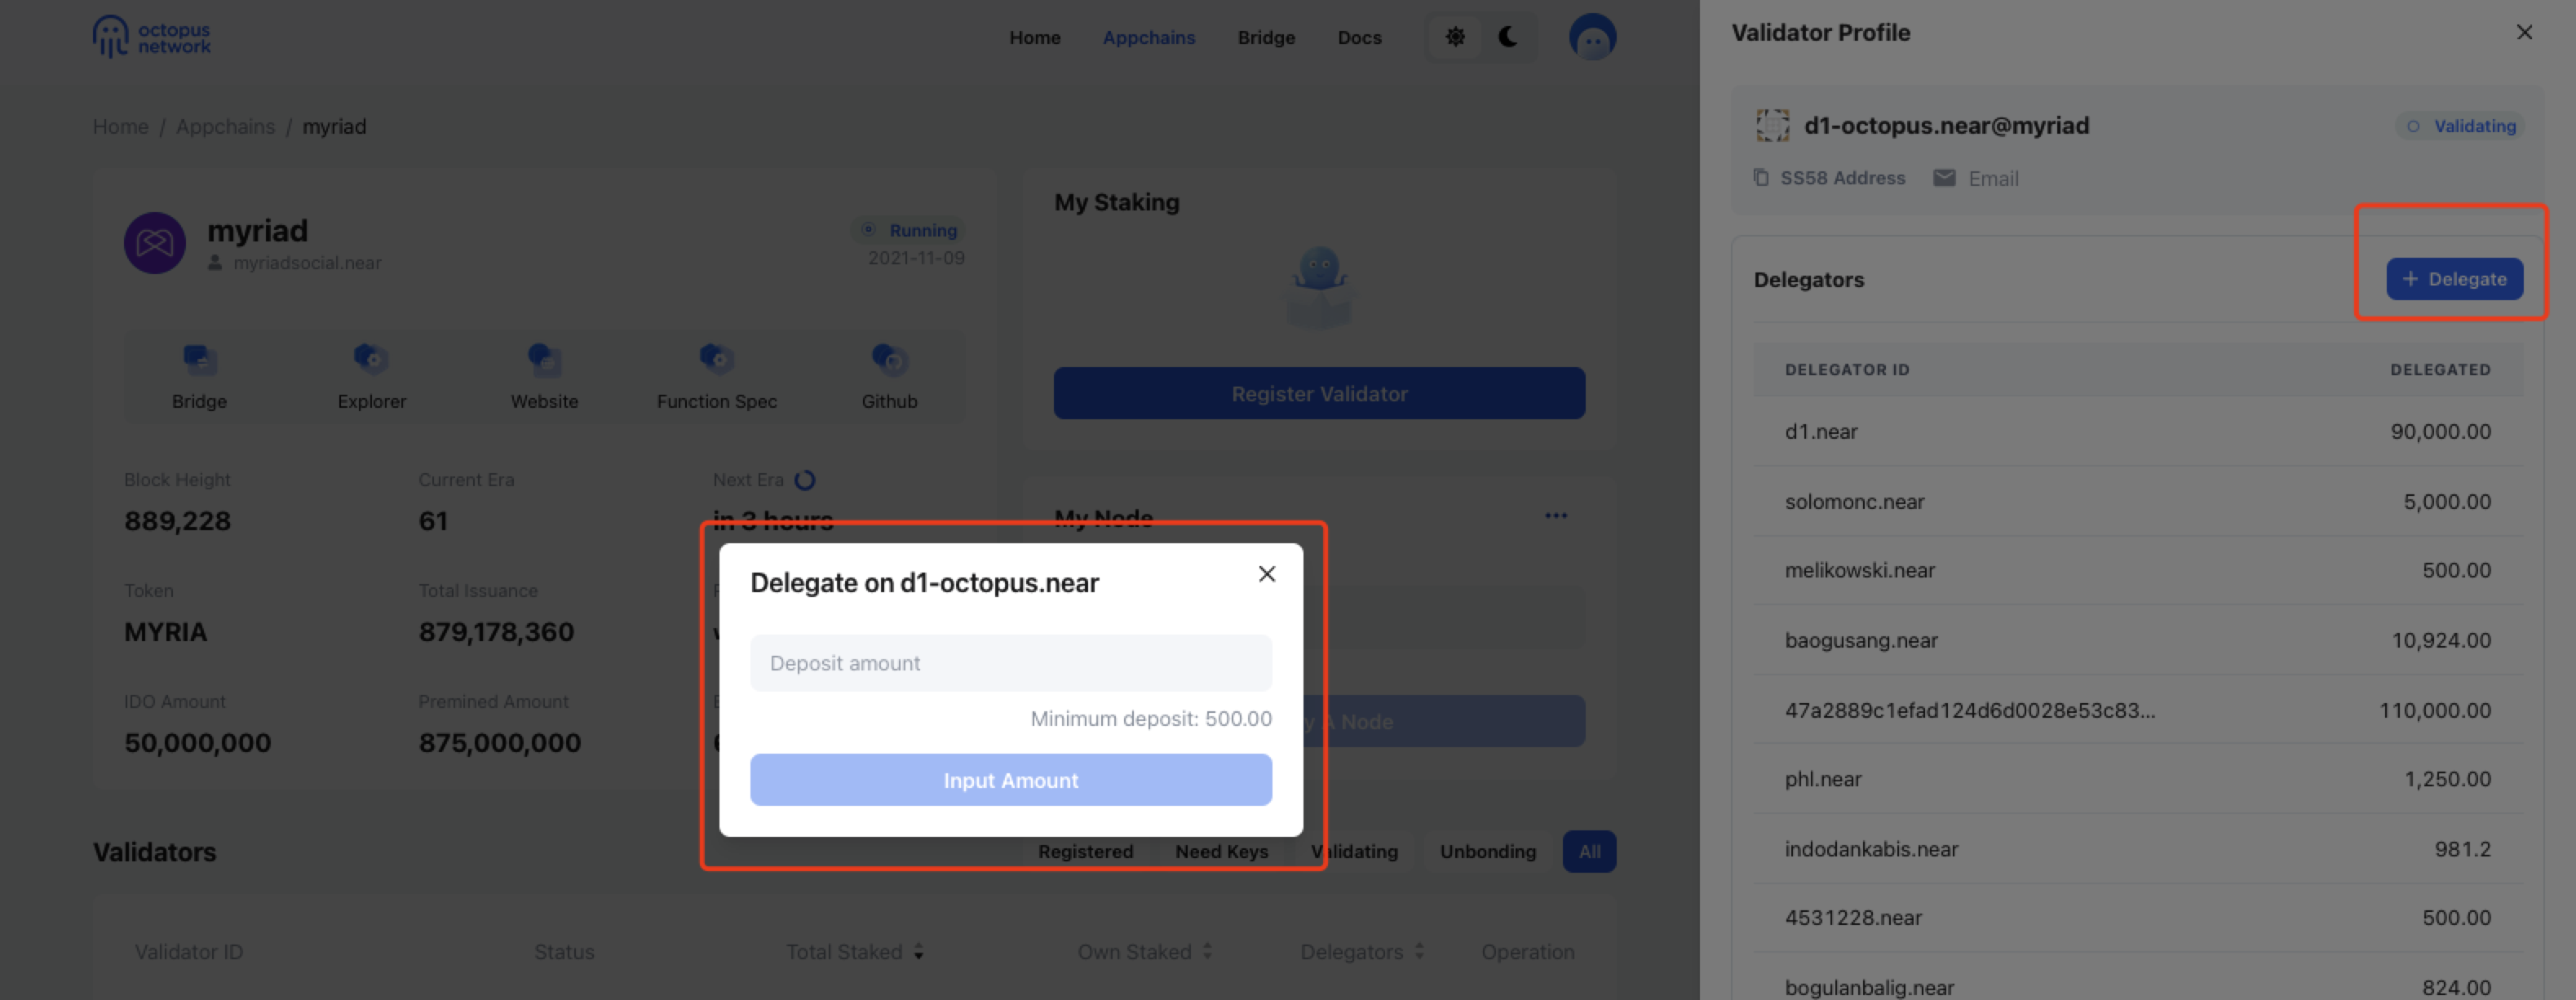 octopus
network
Home Appchains Bridge Docs
Home / Appchains / myriad
myriad
myriadsocial.near
Running
2021-11-09
Bridge Explorer Website Function Spec Github
Block Height Current Era Next Era
889,228 61 in 3 hours
Token Total Issuance
MYRIA 879,178,360
IDO Amount Premined Amount
50,000,000 875,000,000
My Staking
Register Validator
My Node
A Node
Delegate on d1-octopus.near
Deposit amount
Minimum deposit: 500.00
Input Amount
Validators
Registered Need Keys Validating Unbonding All
Validator ID Status Total Staked Own Staked Delegators Operation
Validator Profile
d1-octopus.near@myriad
Validating
SS58 Address Email
Delegators
+ Delegate
DELEGATOR ID DELEGATED
d1.near 90,000.00
solomonc.near 5,000.00
melikowski.near 500.00
baogusang.near 10,924.00
47a2889c1efad124d6d0028e53c83... 110,000.00
phl.near 1,250.00
indodankabis.near 981.2
4531228.near 500.00
bogulanbalig.near 824.00